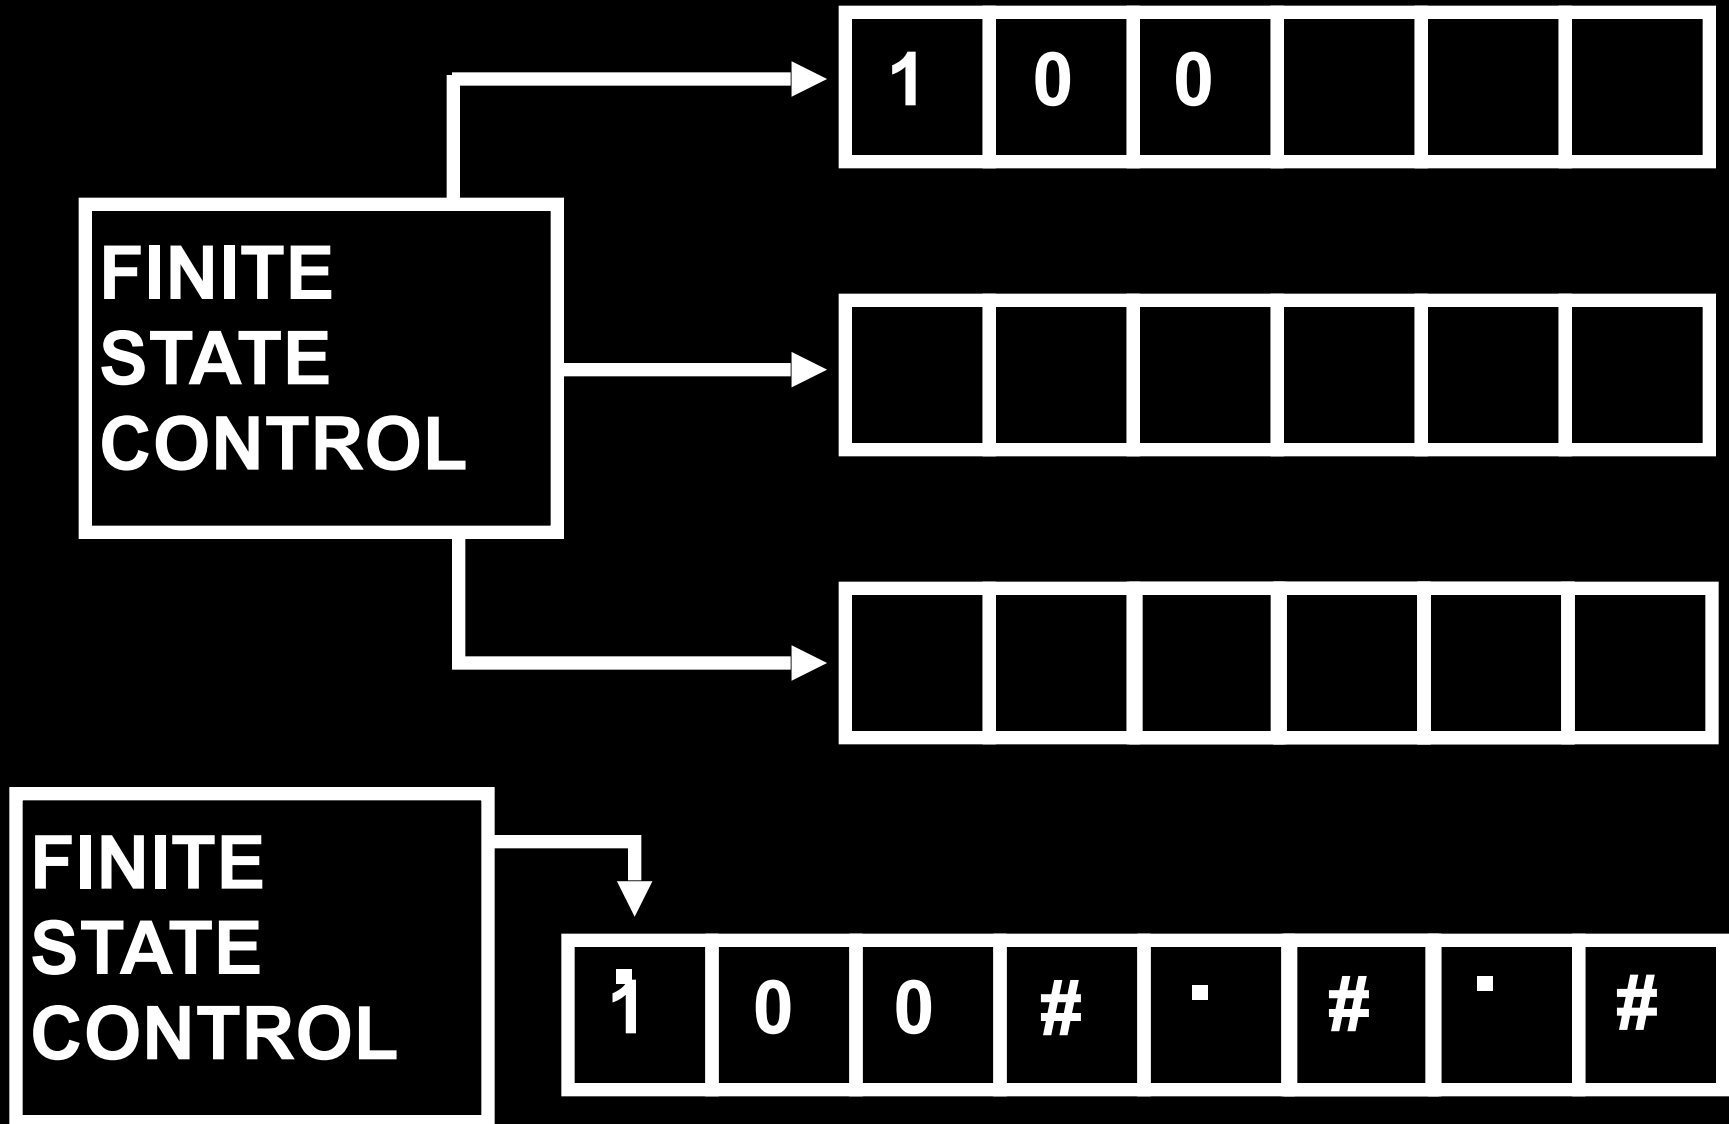 1 0 0
FINITE
STATE
CONTROL
FINITE
STATE
CONTROL
1 0 0 # . # . #